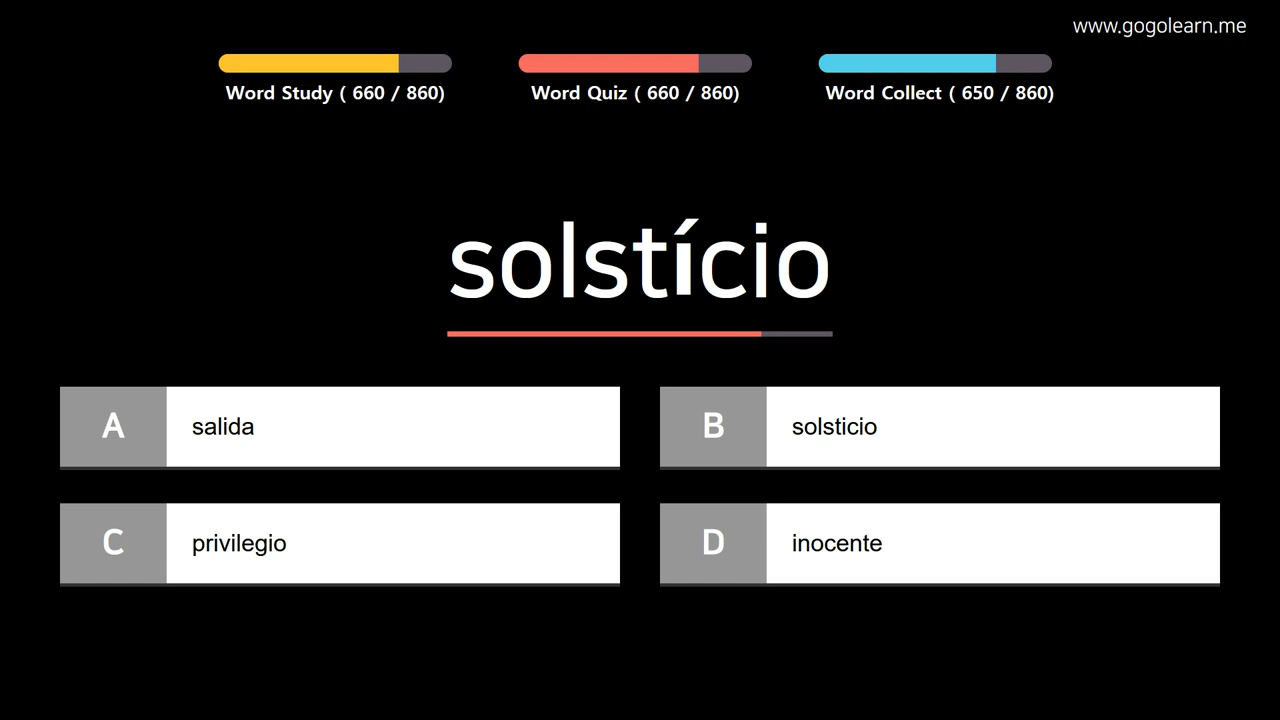 www.gogolearn.me
Word Study ( 660 / 860)
Word Quiz ( 660 / 860)
Word Collect ( 650 / 860)
solstício
A salida
B solsticio
C privilegio
D inocente